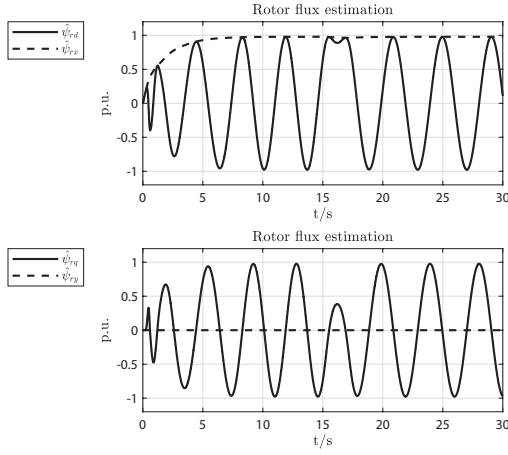 Rotor flux estimation
ψ̂rd
ψ̂rx
1
0.5
0
-0.5
-1
p.u.
0 5 10 15 20 25 30
t/s
Rotor flux estimation
ψ̂rq
ψ̂ry
1
0.5
0
-0.5
-1
p.u.
0 5 10 15 20 25 30
t/s